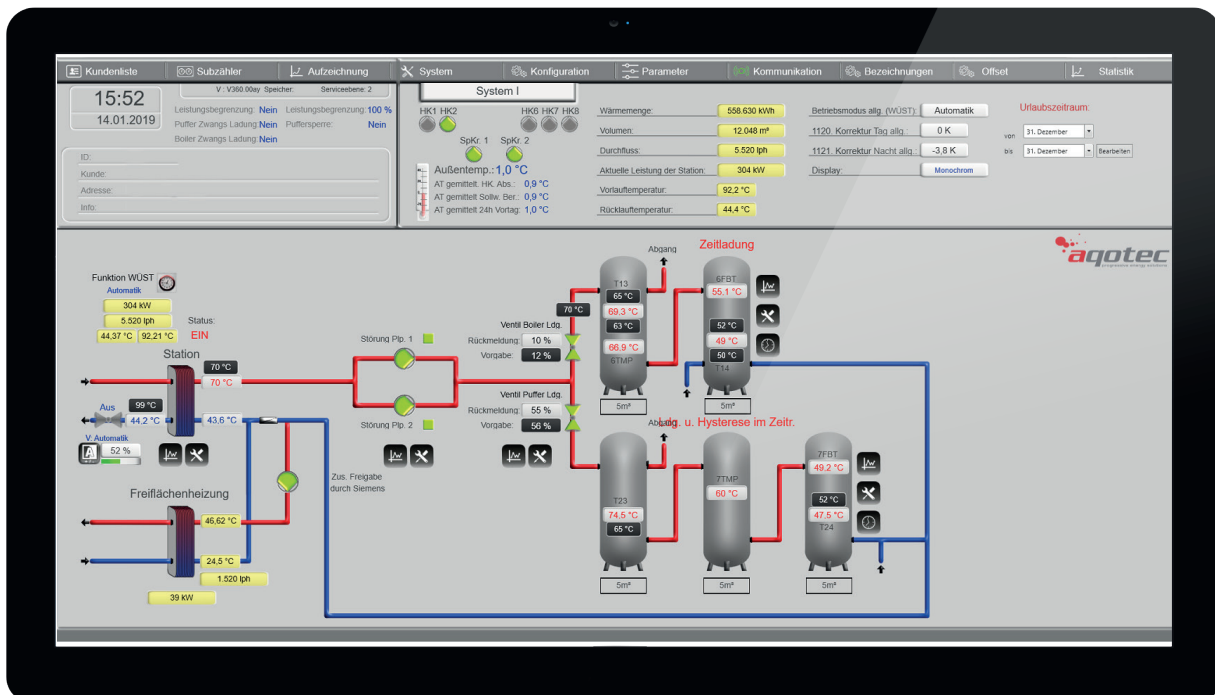 Kundenliste
Subzähler
Aufzeichnung
System
Konfiguration
Parameter
Kommunikation
Bezeichnungen
Offset
Statistik
15:52
14.01.2019
V : V360.00ay Speicher: Serviceebene: 2
Leistungsbegrenzung: Nein Leistungsbegrenzung: 100 %
Puffer Zwangs Ladung: Nein Puffersperre: Nein
Boiler Zwangs Ladung: Nein
ID:
Kunde:
Adresse:
Info:
System I
HK1 HK2 HK6 HK7 HK8
SpKr. 1 SpKr. 2
Außentemp.: 1,0 °C
AT gemittelt. HK Abs.: 0,9 °C
AT gemittelt Sollw. Ber.: 0,9 °C
AT gemittelt 24h Vortag: 1,0 °C
Wärmemenge: 558.630 kWh
Volumen: 12.048 m³
Durchfluss: 5.520 lph
Aktuelle Leistung der Station: 304 kW
Vorlauftemperatur: 92,2 °C
Rücklauftemperatur: 44,4 °C
Betriebsmodus allg. (WÜST): Automatik
1120. Korrektur Tag allg.: 0 K
1121. Korrektur Nacht allg.: -3,8 K
Display: Monochrom
Urlaubszeitraum:
von 31. Dezember
bis 31. Dezember Bearbeiten
aqotec
Funktion WÜST
Automatik
304 kW
5.520 lph
44,37 °C 92,21 °C
Status:
EIN
Station
70 °C
70 °C
Aus
99 °C
44,2 °C
43,6 °C
V: Automatik
A 52 %
Freiflächenheizung
46,62 °C
24,5 °C
1.520 lph
39 kW
Zus. Freigabe
durch Siemens
Störung Plp. 1
Störung Plp. 2
70 °C
Ventil Boiler Ldg.
Rückmeldung: 10 %
Vorgabe: 12 %
Ventil Puffer Ldg.
Rückmeldung: 55 %
Vorgabe: 56 %
Abgang
Zeitladung
T13
65 °C
69,3 °C
63 °C
66,9 °C
6TMP
5m³
6FBT
55,1 °C
52 °C
49 °C
50 °C
T14
5m³
Abgang
Ldg. u. Hysterese im Zeitr.
T23
74,5 °C
65 °C
5m³
7TMP
60 °C
5m³
7FBT
49,2 °C
52 °C
47,5 °C
T24
5m³